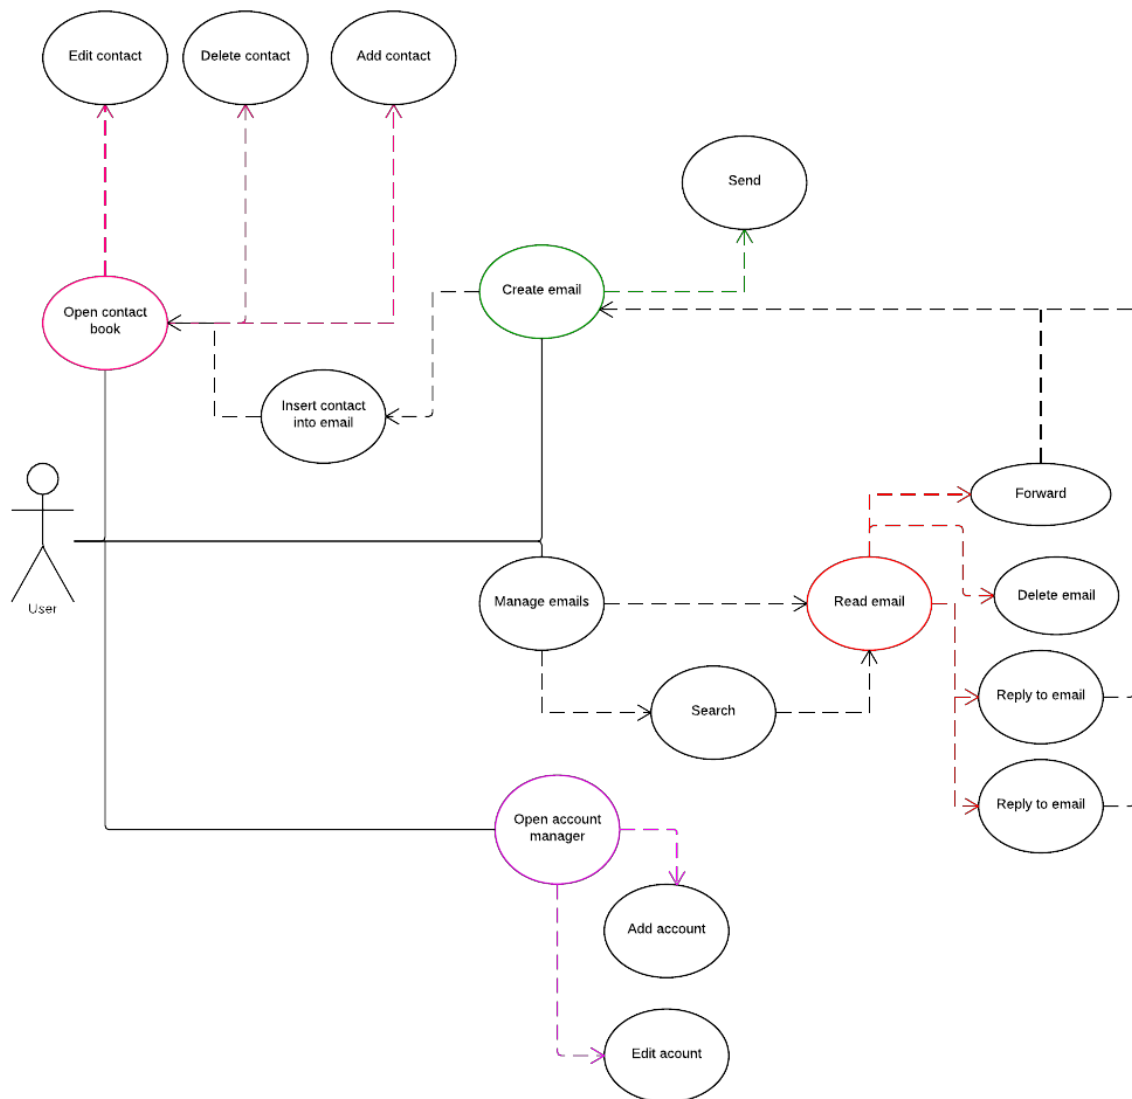 Edit contact
Delete contact
Add contact
Send
Create email
Open contact
book
Insert contact
into email
Forward
User
Manage emails
Read email
Delete email
Reply to email
Search
Reply to email
Open account
manager
Add account
Edit acount